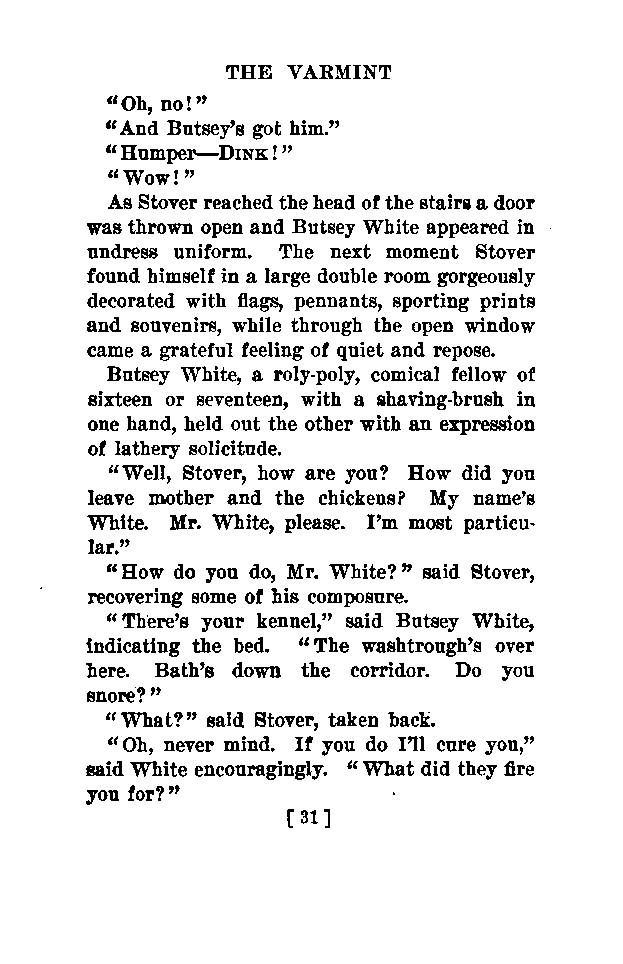 THE VARMINT
"Oh, no!"
"And Butsey's got him."
"Humper—DINK!"
"Wow!"
As Stover reached the head of the stairs a door
was thrown open and Butsey White appeared in
undress uniform. The next moment Stover
found himself in a large double room gorgeously
decorated with flags, pennants, sporting prints
and souvenirs, while through the open window
came a grateful feeling of quiet and repose.
Butsey White, a roly-poly, comical fellow of
sixteen or seventeen, with a shaving-brush in
one hand, held out the other with an expression
of lathery solicitude.
"Well, Stover, how are you? How did you
leave mother and the chickens? My name's
White. Mr. White, please. I'm most particu-
lar."
"How do you do, Mr. White?" said Stover,
recovering some of his composure.
"There's your kennel," said Butsey White,
indicating the bed. "The washtrough's over
here. Bath's down the corridor. Do you
snore?"
"What?" said Stover, taken back.
"Oh, never mind. If you do I'll cure you,"
said White encouragingly. "What did they fire
you for?"
[31]